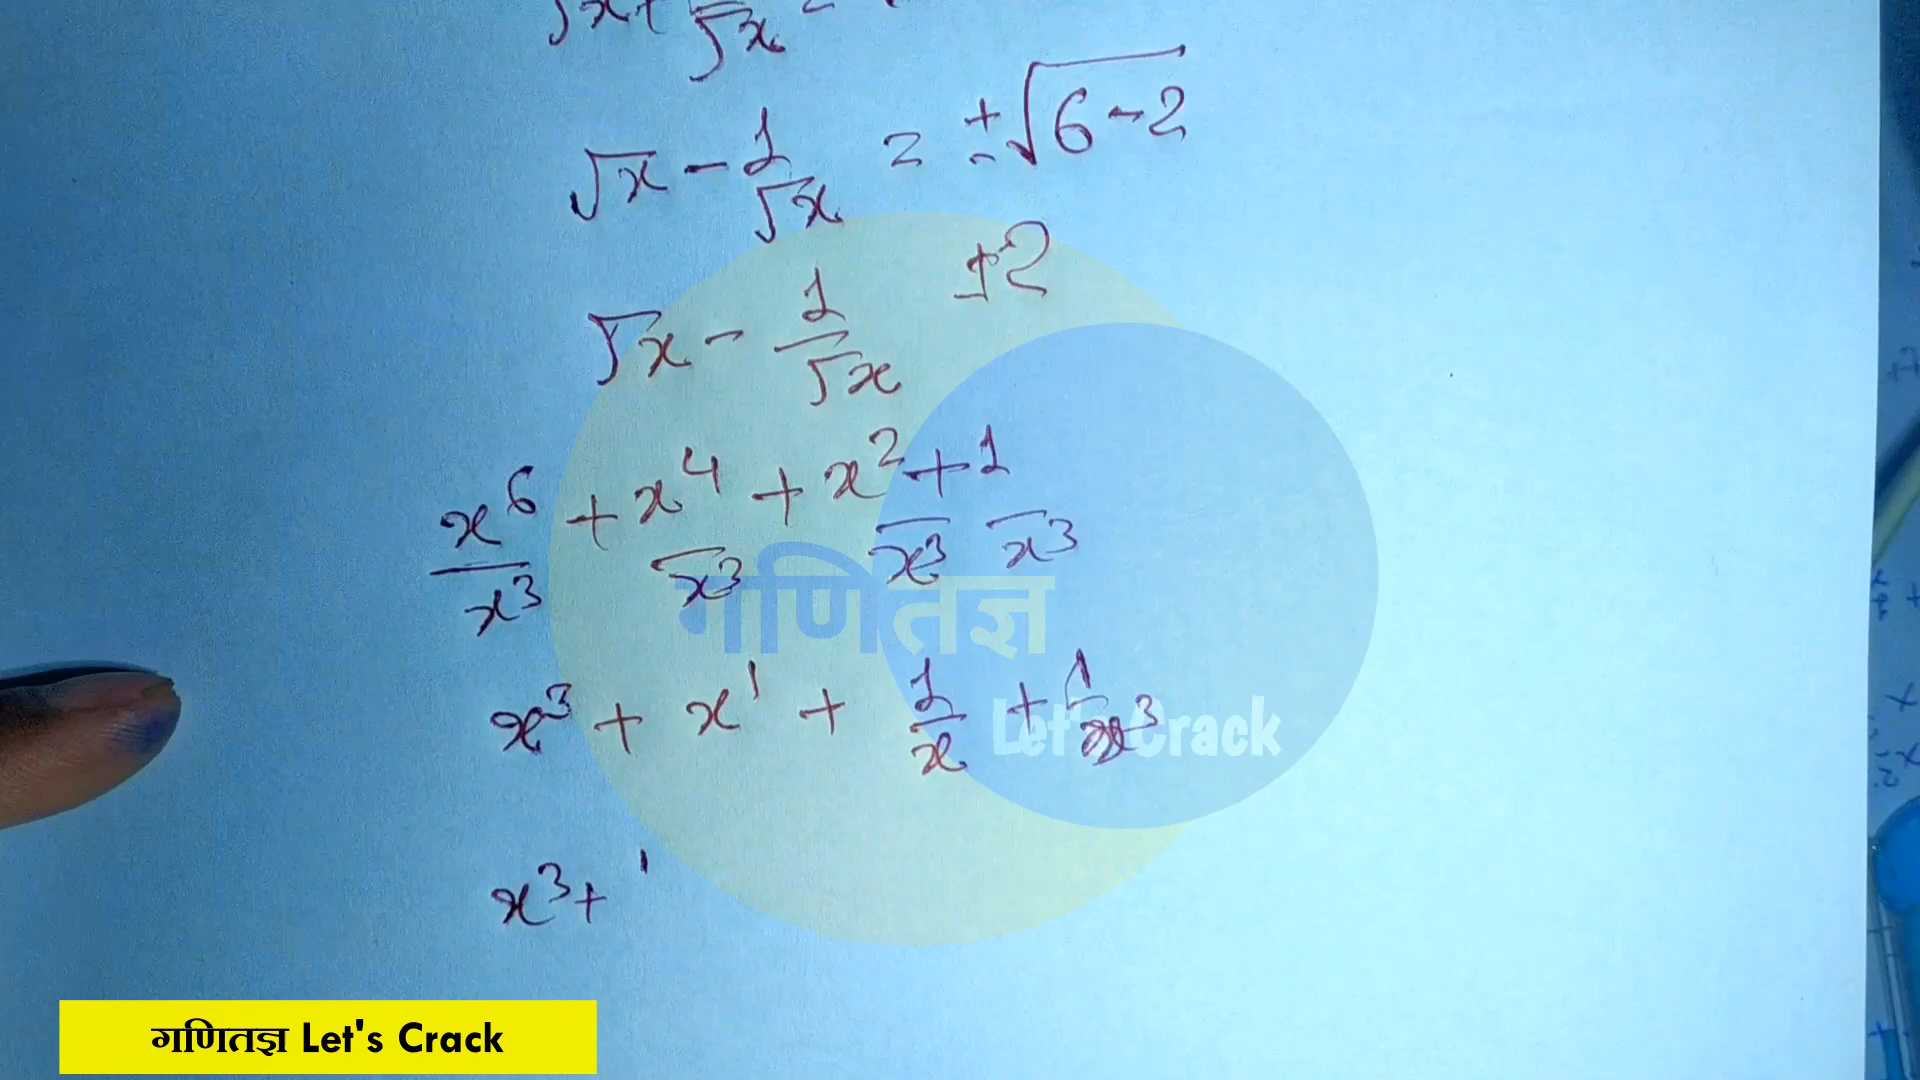 √x - 1/√x = ±√(6-2)
√x - 1/√x ±2
x⁶/x³ + x⁴/x³ + x²/x³ + 1/x³
x³ + x¹ + 1/x + 1/x³
x³ + 1
गणितज्ञ
Let's Crack
गणितज्ञ Let's Crack